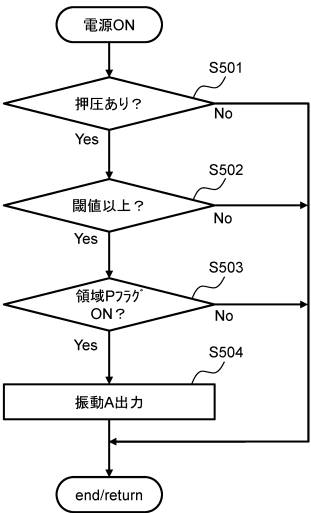 電源ON
S501
押圧あり？
No
Yes
S502
閾値以上？
No
Yes
S503
領域Pﾌﾗｸﾞ
ON？
No
Yes
S504
振動A出力
end/return